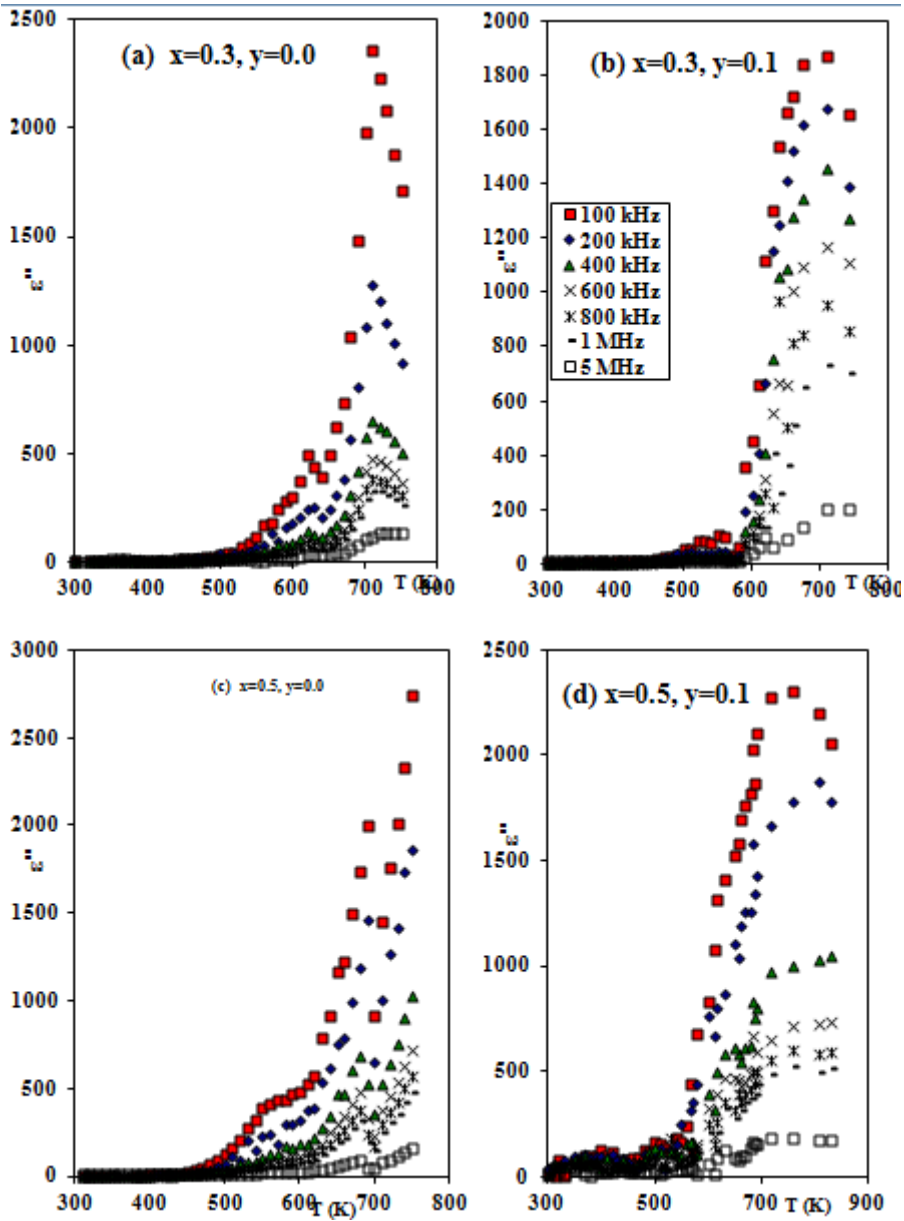 (a) x=0.3, y=0.0
2500
2000
1500
1000
500
0
ε"
300 400 500 600 700 800
T (K)
(b) x=0.3, y=0.1
2000
1800
1600
1400
1200
1000
800
600
400
200
0
ε"
100 kHz
200 kHz
400 kHz
600 kHz
800 kHz
1 MHz
5 MHz
300 400 500 600 700 800
T (K)
(c) x=0.5, y=0.0
3000
2500
2000
1500
1000
500
0
ε"
300 400 500 600 700 800
T (K)
(d) x=0.5, y=0.1
2500
2000
1500
1000
500
0
ε"
300 500 700 900
T (K)